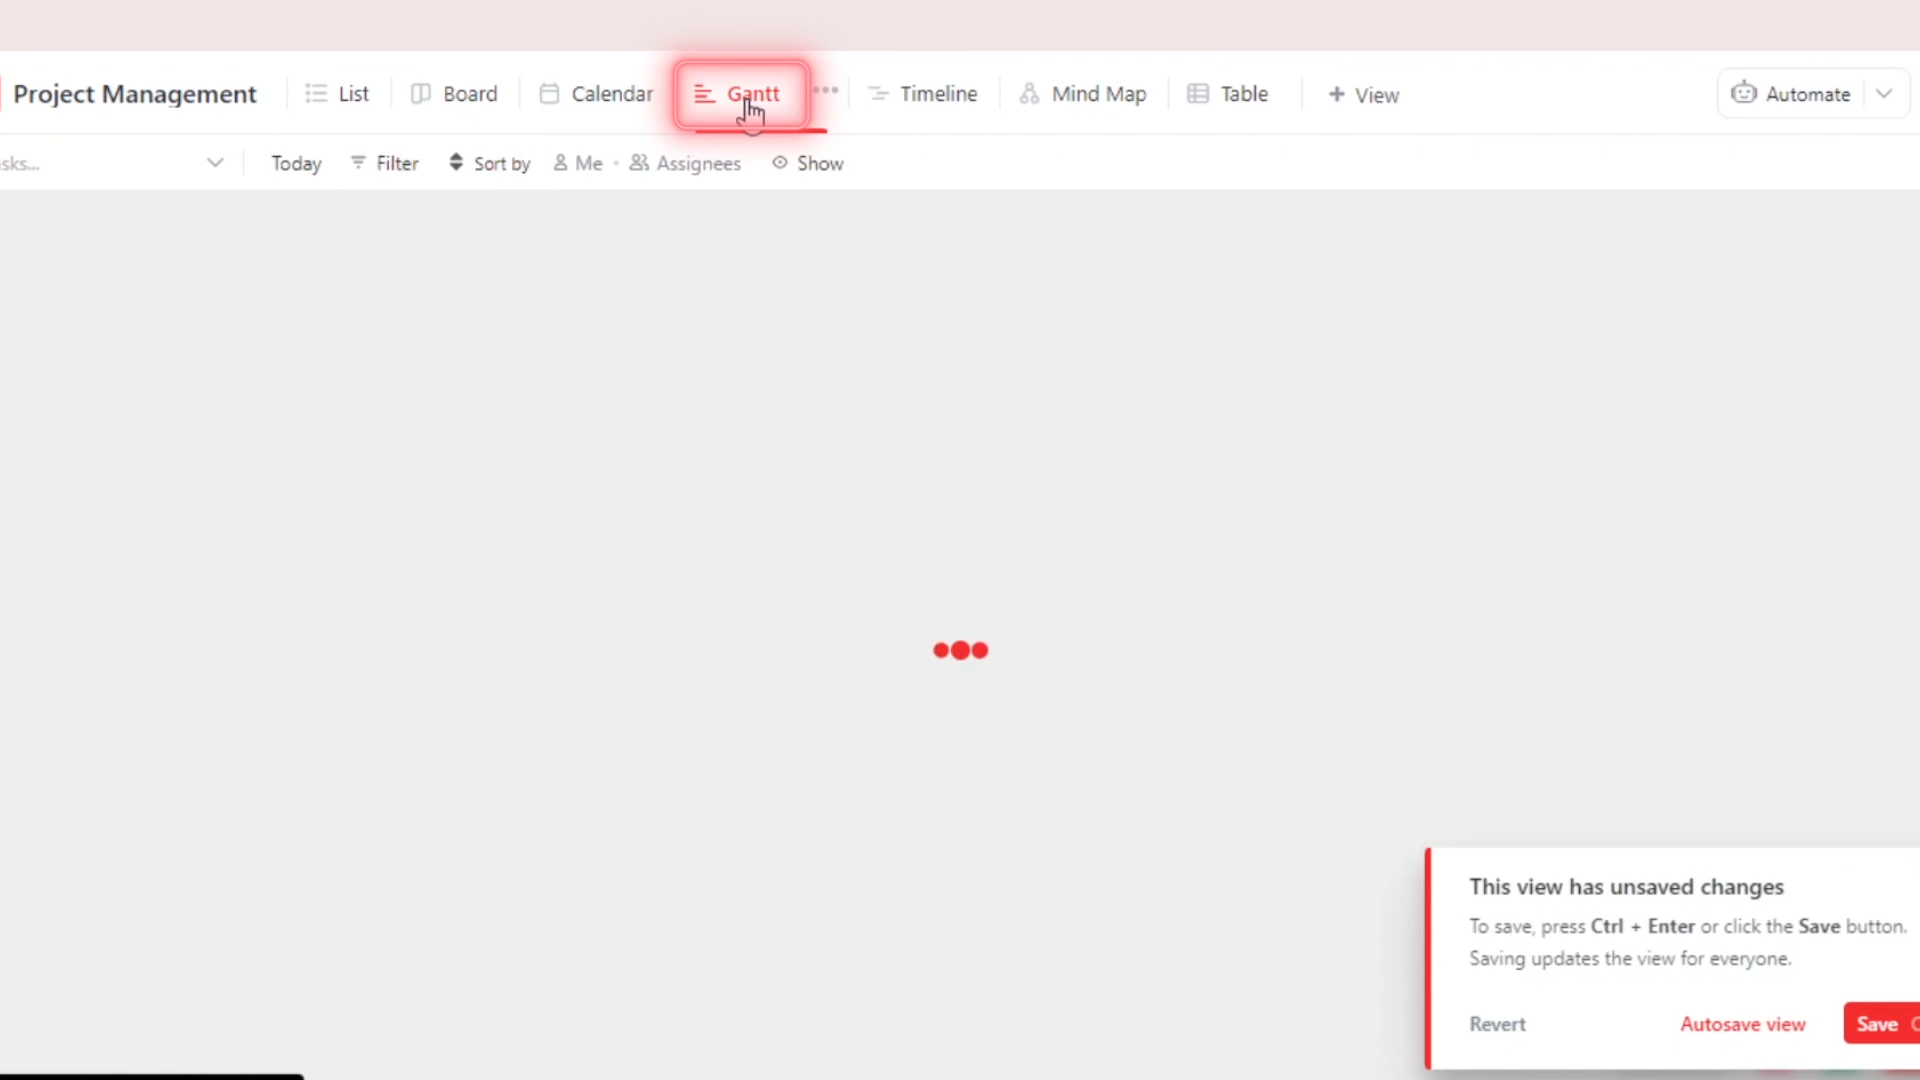 Project Management List Board Calendar Gantt Timeline Mind Map Table + View Automate
Today Filter Sort by Me Assignees Show
This view has unsaved changes
To save, press Ctrl + Enter or click the Save button.
Saving updates the view for everyone.
Revert Autosave view Save